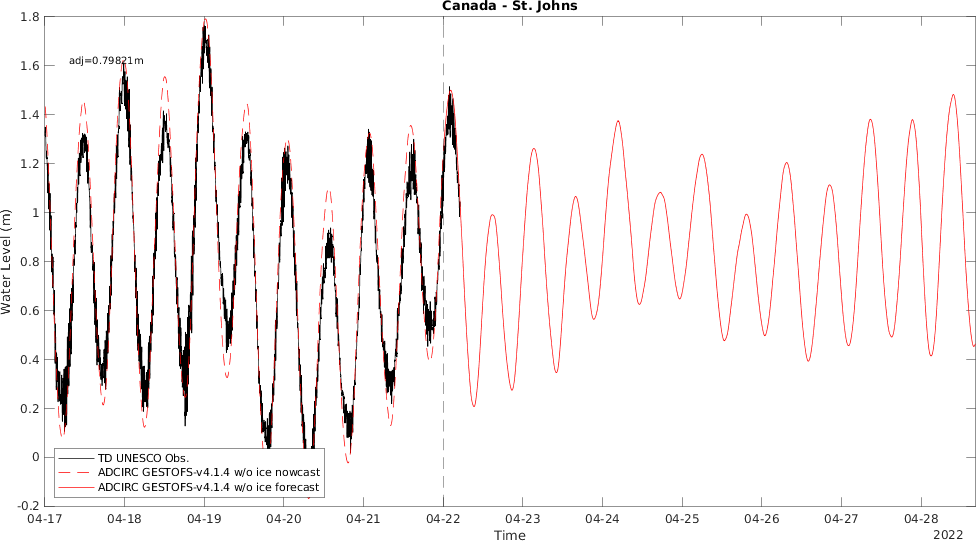 Canada - St. Johns
1.8
1.6
1.4
1.2
1
0.8
0.6
0.4
0.2
0
-0.2
Water Level (m)
adj=0.79821m
TD UNESCO Obs.
ADCIRC GESTOFS-v4.1.4 w/o ice nowcast
ADCIRC GESTOFS-v4.1.4 w/o ice forecast
04-17 04-18 04-19 04-20 04-21 04-22 04-23 04-24 04-25 04-26 04-27 04-28
Time
2022